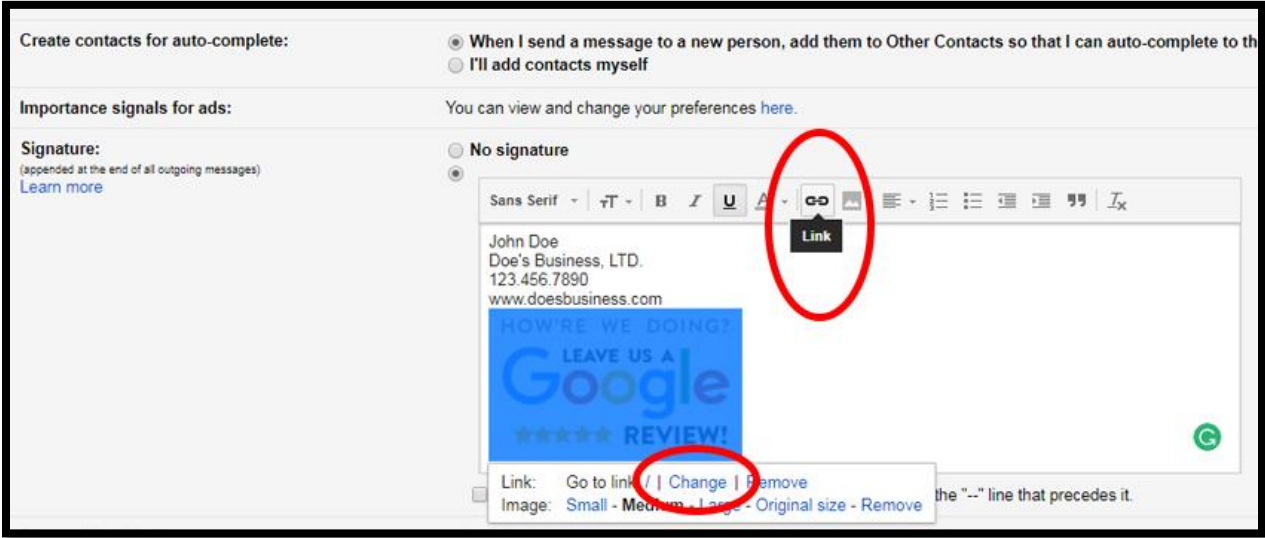 Create contacts for auto-complete:
When I send a message to a new person, add them to Other Contacts so that I can auto-complete to th
I'll add contacts myself
Importance signals for ads:
You can view and change your preferences here.
Signature:
(appended at the end of all outgoing messages)
Learn more
No signature
Sans Serif
B I U A
Link
John Doe
Doe's Business, LTD.
123.456.7890
www.doesbusiness.com
HOW'RE WE DOING?
LEAVE US A
Google
REVIEW!
Link: Go to link / | Change | Remove
Image: Small - Medium - Large - Original size - Remove
the "--" line that precedes it.